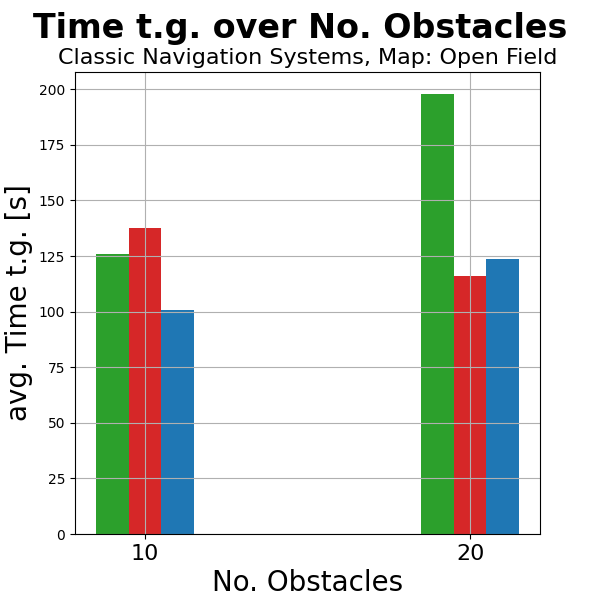 Time t.g. over No. Obstacles
Classic Navigation Systems, Map: Open Field
avg. Time t.g. [s]
200
175
150
125
100
75
50
25
0
10 20
No. Obstacles